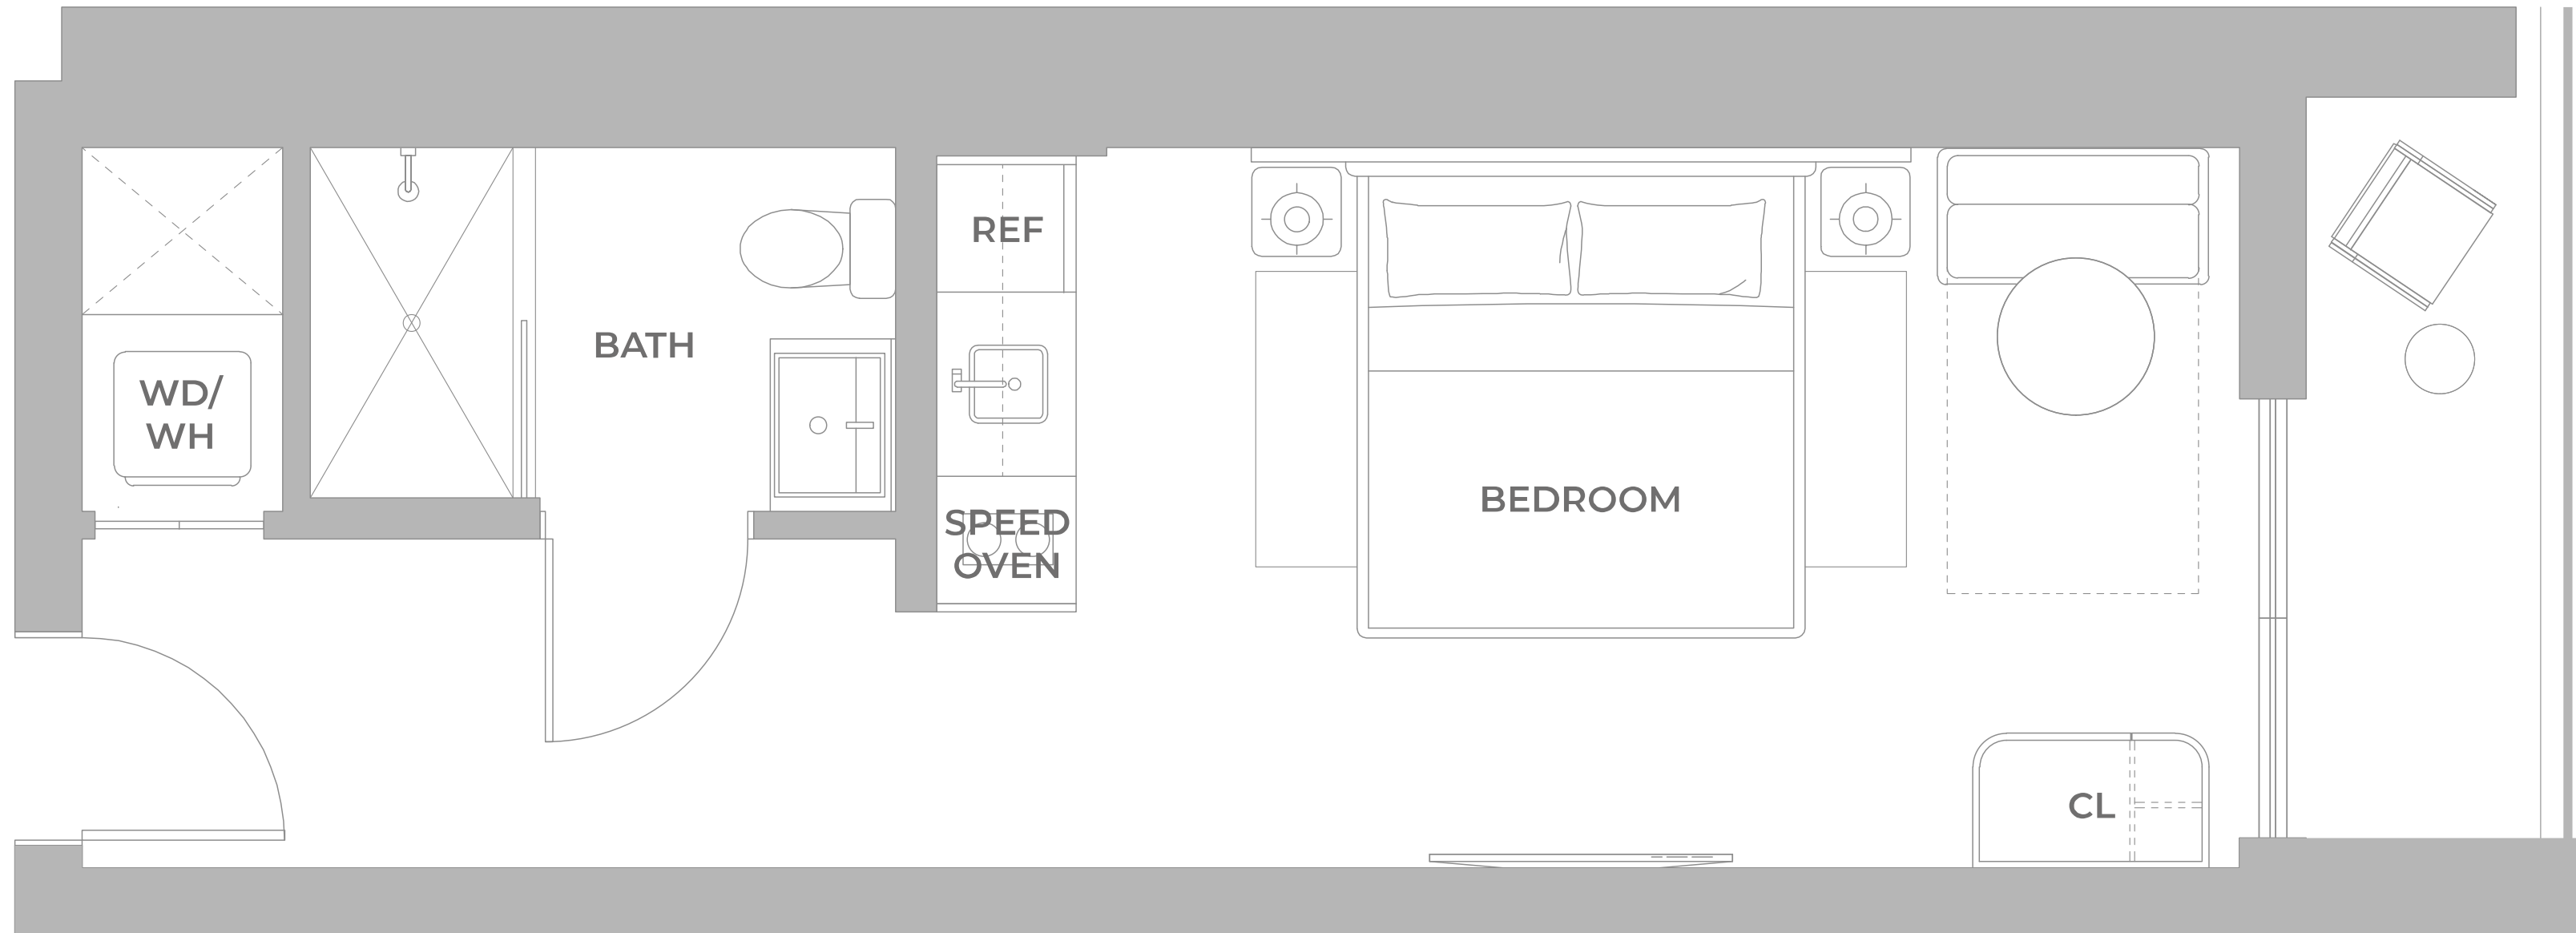 WD/
WH
BATH
REF
SPEED
OVEN
BEDROOM
CL